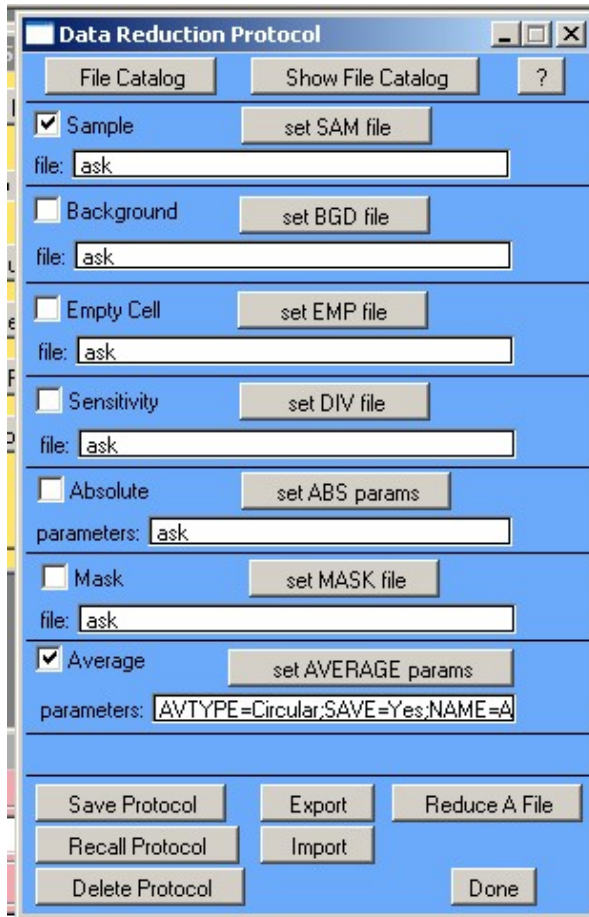 Data Reduction Protocol
File Catalog Show File Catalog ?
Sample set SAM file
file: ask
Background set BGD file
file: ask
Empty Cell set EMP file
file: ask
Sensitivity set DIV file
file: ask
Absolute set ABS params
parameters: ask
Mask set MASK file
file: ask
Average set AVERAGE params
parameters: AVTYPE=Circular;SAVE=Yes;NAME=A
Save Protocol Export Reduce A File
Recall Protocol Import
Delete Protocol Done